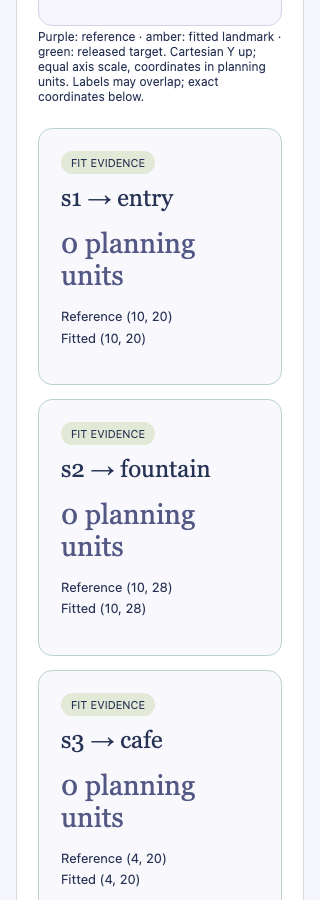 Purple: reference · amber: fitted landmark ·
green: released target. Cartesian Y up;
equal axis scale, coordinates in planning
units. Labels may overlap; exact
coordinates below.
FIT EVIDENCE
s1 → entry
0 planning
units
Reference (10, 20)
Fitted (10, 20)
FIT EVIDENCE
s2 → fountain
0 planning
units
Reference (10, 28)
Fitted (10, 28)
FIT EVIDENCE
s3 → cafe
0 planning
units
Reference (4, 20)
Fitted (4, 20)